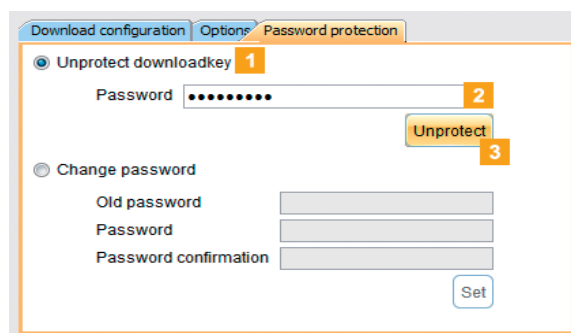 Download configuration Options Password protection
Unprotect downloadkey 1
Password ●●●●●●●●● 2
Unprotect
3
Change password
Old password
Password
Password confirmation
Set